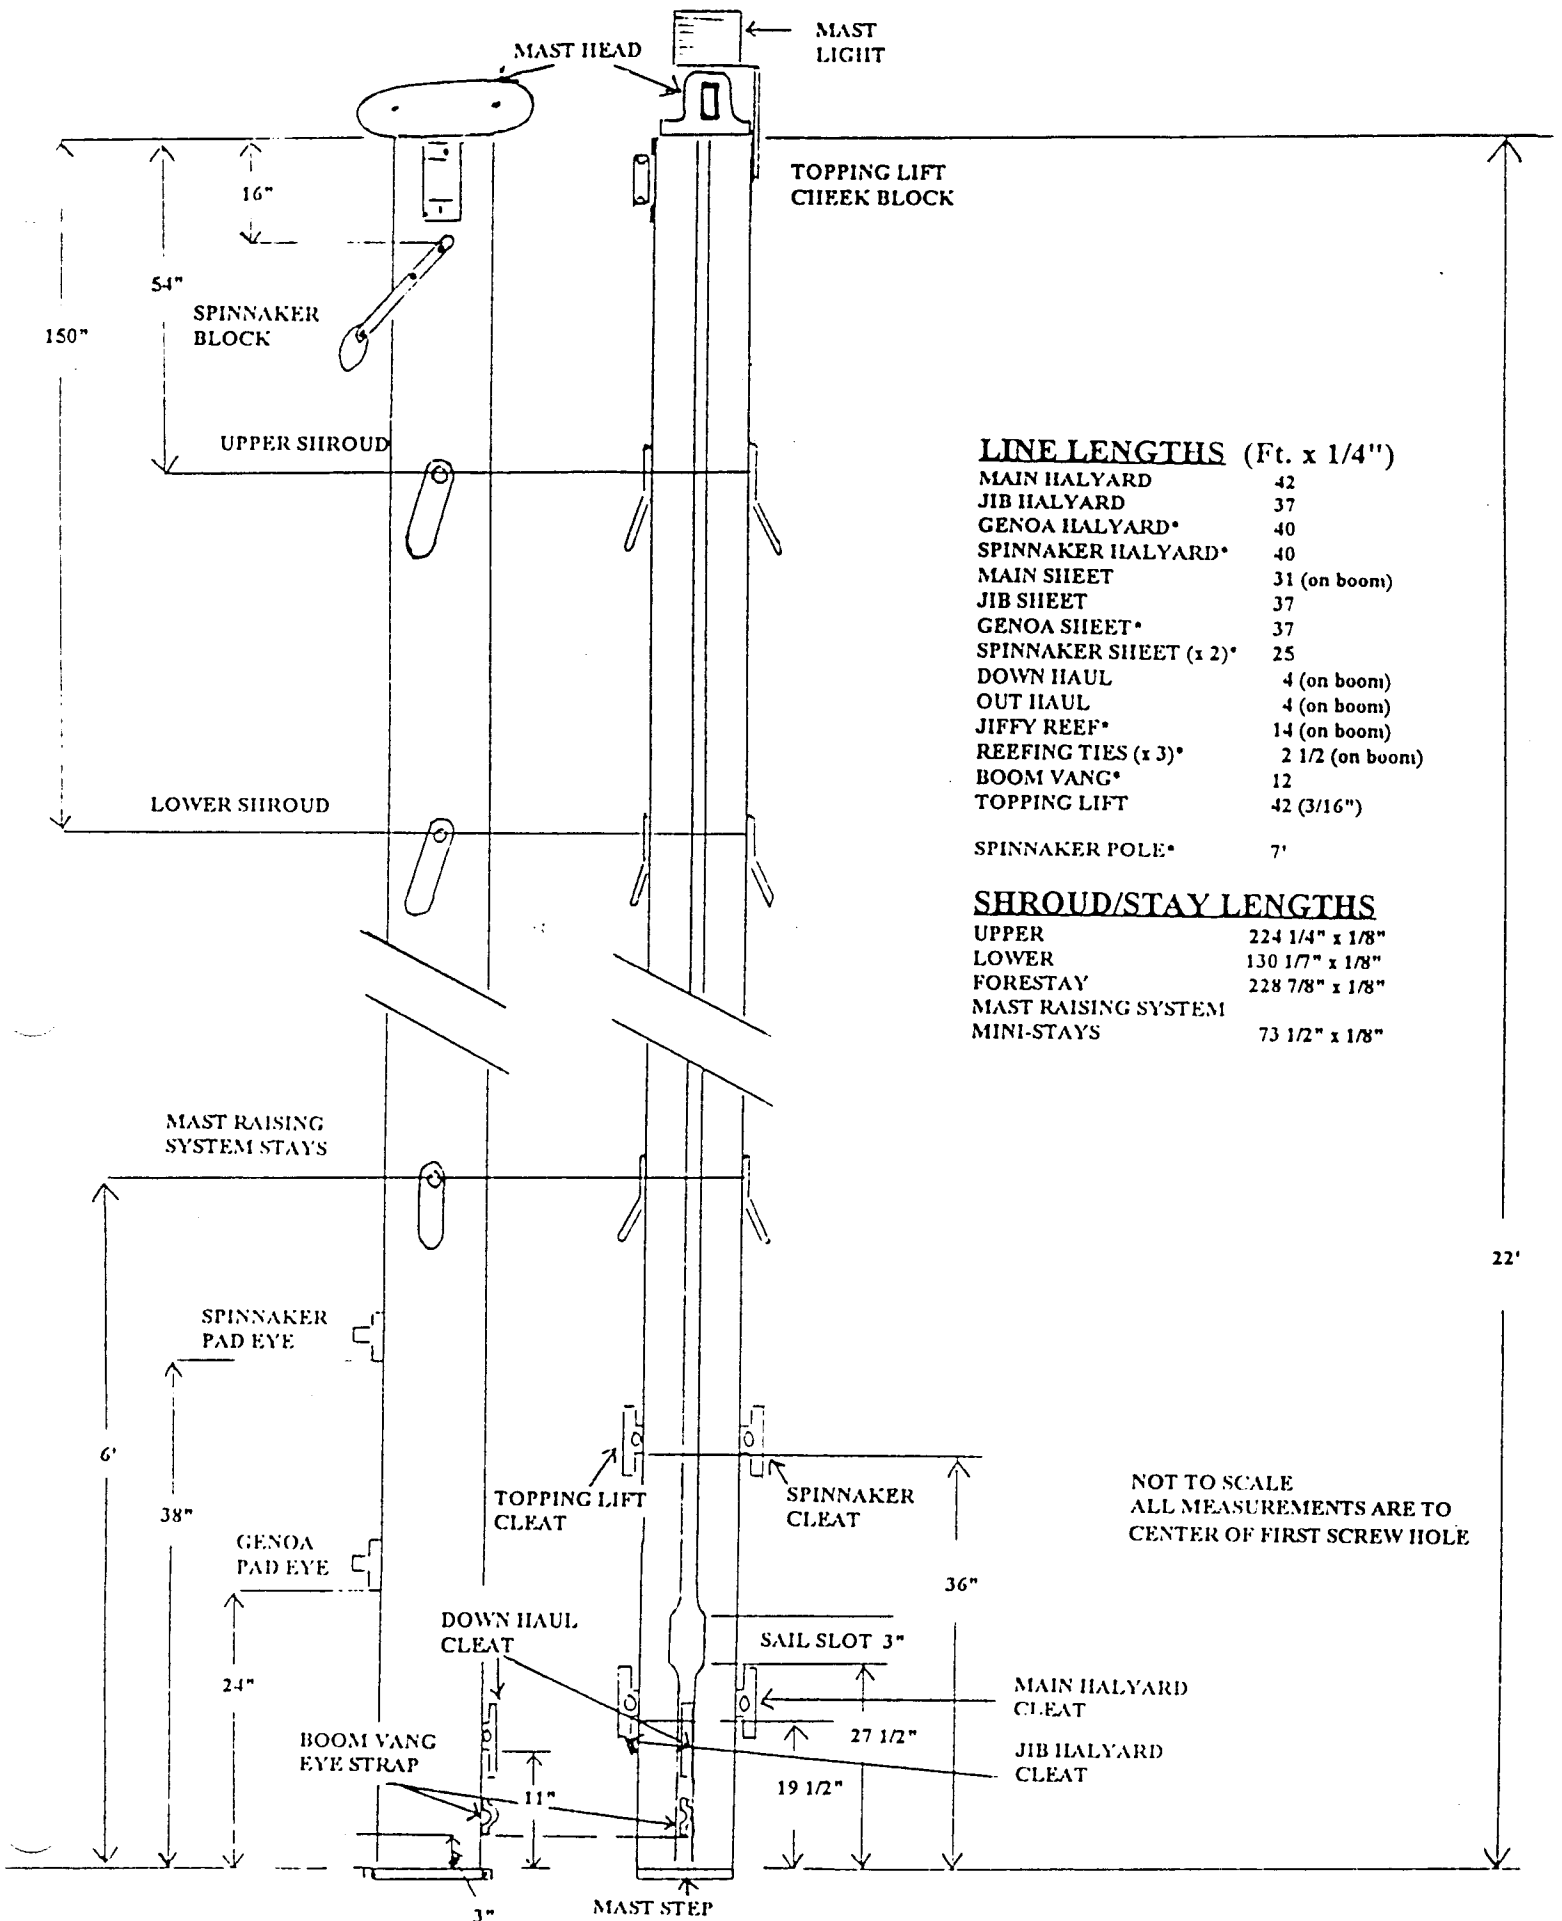 MAST HEAD
MAST
LIGHT
TOPPING LIFT
CHEEK BLOCK
16"
54"
150"
SPINNAKER
BLOCK
UPPER SHROUD
LINE LENGTHS (Ft. x 1/4")
MAIN HALYARD 42
JIB HALYARD 37
GENOA HALYARD* 40
SPINNAKER HALYARD* 40
MAIN SHEET 31 (on boom)
JIB SHEET 37
GENOA SHEET* 37
SPINNAKER SHEET (x 2)* 25
DOWN HAUL 4 (on boom)
OUT HAUL 4 (on boom)
JIFFY REEF* 14 (on boom)
REEFING TIES (x 3)* 2 1/2 (on boom)
BOOM VANG* 12
TOPPING LIFT 42 (3/16")
SPINNAKER POLE* 7'
LOWER SHROUD
SHROUD/STAY LENGTHS
UPPER 224 1/4" x 1/8"
LOWER 130 1/7" x 1/8"
FORESTAY 228 7/8" x 1/8"
MAST RAISING SYSTEM
MINI-STAYS 73 1/2" x 1/8"
MAST RAISING
SYSTEM STAYS
22'
SPINNAKER
PAD EYE
6'
38"
TOPPING LIFT
CLEAT
SPINNAKER
CLEAT
NOT TO SCALE
ALL MEASUREMENTS ARE TO
CENTER OF FIRST SCREW HOLE
GENOA
PAD EYE
36"
DOWN HAUL
CLEAT
SAIL SLOT 3"
24"
MAIN HALYARD
CLEAT
27 1/2"
BOOM VANG
EYE STRAP
JIB HALYARD
CLEAT
19 1/2"
11"
3"
MAST STEP